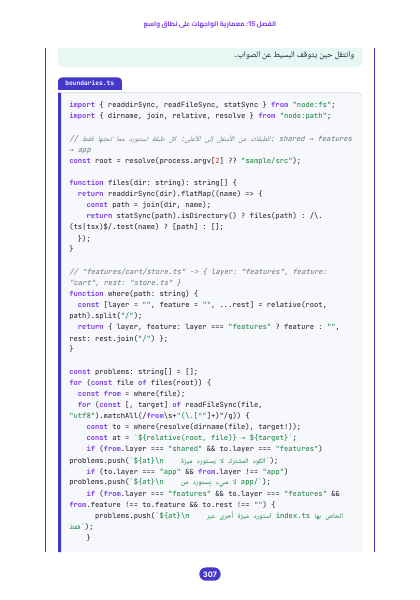 الفصل 15: معمارية الواجهات على نطاق واسع
وانتقل حين يتوقف البسيط عن الصواب.
boundaries.ts
import { readdirSync, readFileSync, statSync } from "node:fs";
import { dirname, join, relative, resolve } from "node:path";
// الطبقات من الأسفل إلى الأعلى: كل طبقة تستورد مما تحتها فقط: shared → features
→ app
const root = resolve(process.argv[2] ?? "sample/src");
function files(dir: string): string[] {
return readdirSync(dir).flatMap((name) => {
const path = join(dir, name);
return statSync(path).isDirectory() ? files(path) : /\.
(ts|tsx)$/.test(name) ? [path] : [];
});
}
// "features/cart/store.ts" -> { layer: "features", feature:
"cart", rest: "store.ts" }
function where(path: string) {
const [layer = "", feature = "", ...rest] = relative(root,
path).split("/");
return { layer, feature: layer === "features" ? feature : "",
rest: rest.join("/") };
}
const problems: string[] = [];
for (const file of files(root)) {
const from = where(file);
for (const [, target] of readFileSync(file,
"utf8").matchAll(/from\s+"(\.[^"]+)"/g)) {
const to = where(resolve(dirname(file), target!));
const at = `${relative(root, file)} → ${target}`;
if (from.layer === "shared" && to.layer === "features")
problems.push(`${at}\n الكود المشترك لا يستورد ميزة`);
if (to.layer === "app" && from.layer !== "app")
problems.push(`${at}\n لا شيء يستورد من app/`);
if (from.layer === "features" && to.layer === "features" &&
from.feature !== to.feature && to.rest !== "") {
problems.push(`${at}\n استورد ميزة أخرى عبر index.ts الخاص بها
فقط`);
}
307